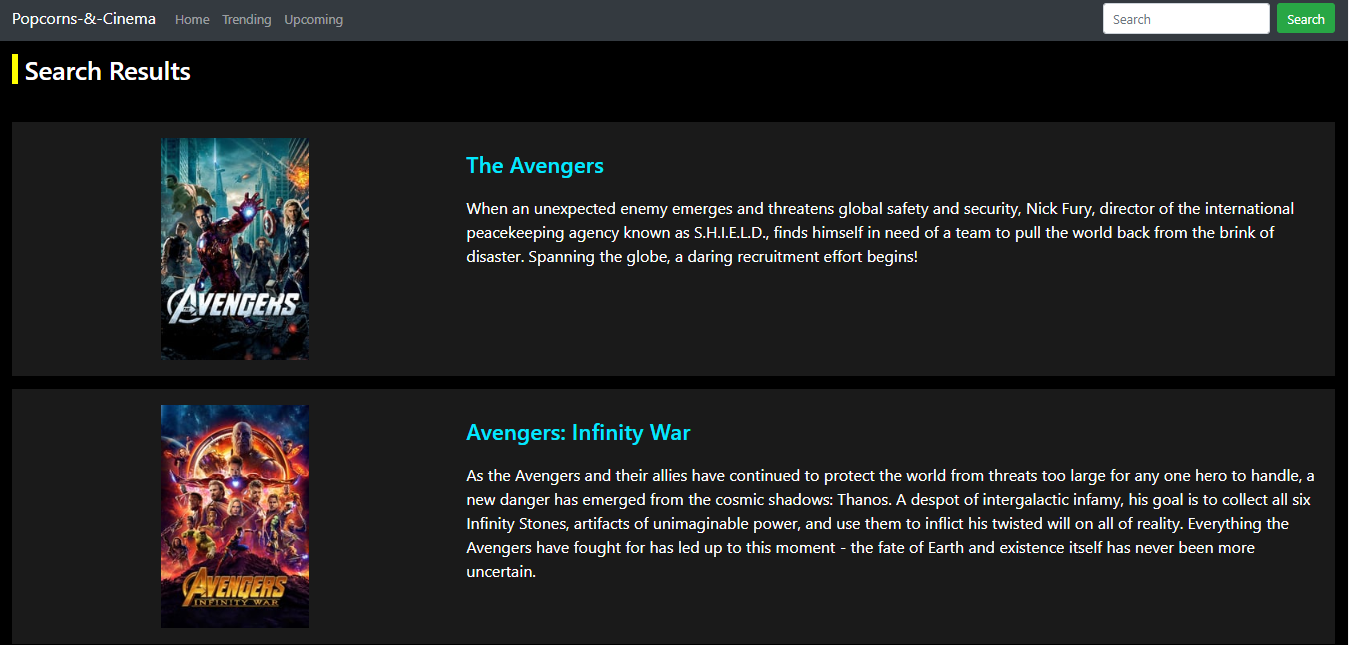 Popcorns-&-Cinema Home Trending Upcoming Search Search
Search Results
The Avengers
When an unexpected enemy emerges and threatens global safety and security, Nick Fury, director of the international
peacekeeping agency known as S.H.I.E.L.D., finds himself in need of a team to pull the world back from the brink of
disaster. Spanning the globe, a daring recruitment effort begins!
THE AVENGERS
Avengers: Infinity War
As the Avengers and their allies have continued to protect the world from threats too large for any one hero to handle, a
new danger has emerged from the cosmic shadows: Thanos. A despot of intergalactic infamy, his goal is to collect all six
Infinity Stones, artifacts of unimaginable power, and use them to inflict his twisted will on all of reality. Everything the
Avengers have fought for has led up to this moment - the fate of Earth and existence itself has never been more
uncertain.
AVENGERS
INFINITY WAR